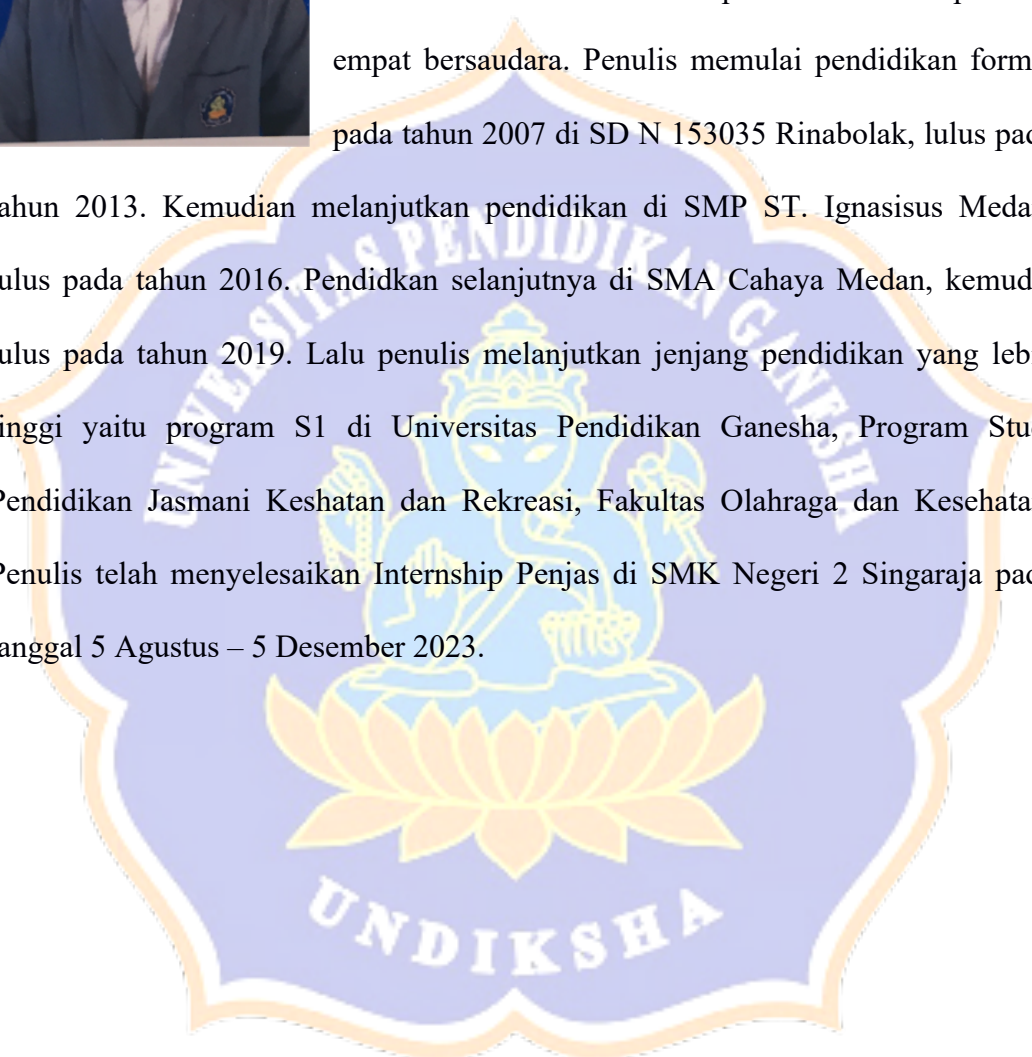 empat bersaudara. Penulis memulai pendidikan form
pada tahun 2007 di SD N 153035 Rinabolak, lulus pad
ahun 2013. Kemudian melanjutkan pendidikan di SMP ST. Ignasisus Meda
ulus pada tahun 2016. Pendidkan selanjutnya di SMA Cahaya Medan, kemud
ulus pada tahun 2019. Lalu penulis melanjutkan jenjang pendidikan yang leb
inggi yaitu program S1 di Universitas Pendidikan Ganesha, Program Stu
Pendidikan Jasmani Keshatan dan Rekreasi, Fakultas Olahraga dan Kesehata
Penulis telah menyelesaikan Internship Penjas di SMK Negeri 2 Singaraja pad
anggal 5 Agustus – 5 Desember 2023.
UNIVERSITAS PENDIDIKAN GANESHA
UNDIKSHA